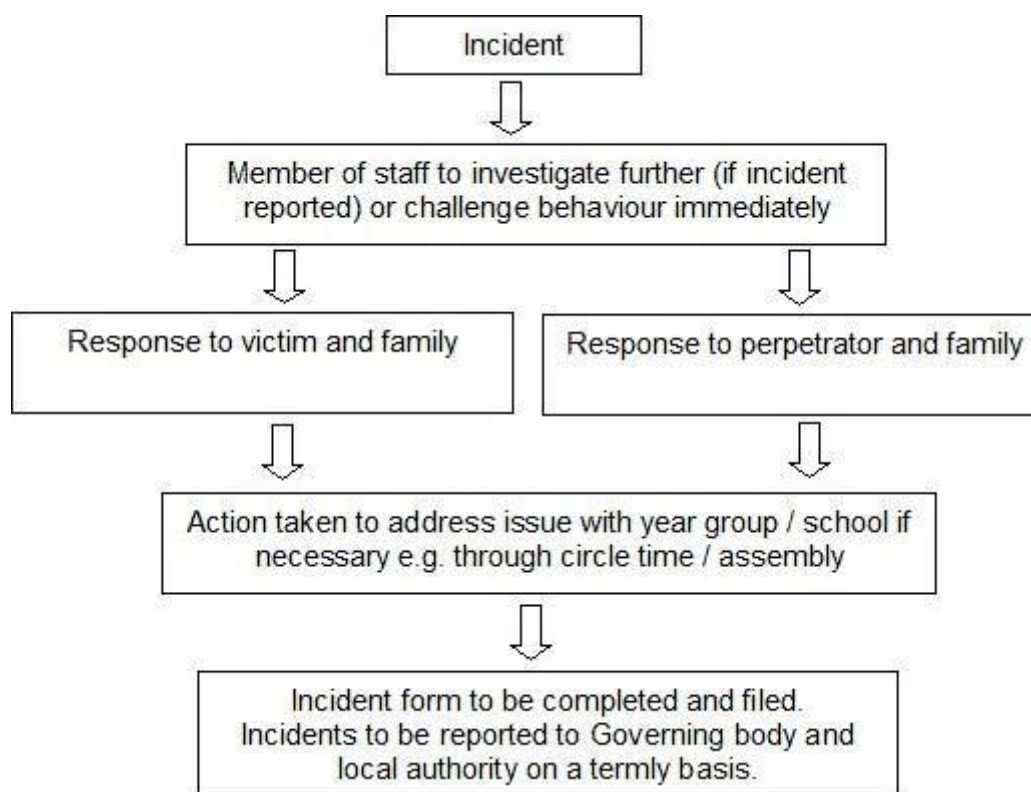 Incident
Member of staff to investigate further (if incident
reported) or challenge behaviour immediately
Response to victim and family
Response to perpetrator and family
Action taken to address issue with year group / school if
necessary e.g. through circle time / assembly
Incident form to be completed and filed.
Incidents to be reported to Governing body and
local authority on a termly basis.